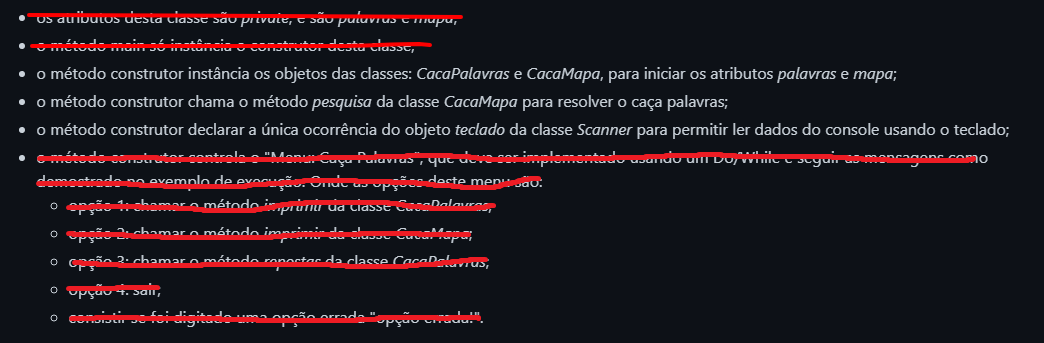 os atributos desta classe são private, e são palavras e mapa;
o método main só instância o construtor desta classe;
o método construtor instância os objetos das classes: CacaPalavras e CacaMapa, para iniciar os atributos palavras e mapa;
o método construtor chama o método pesquisa da classe CacaMapa para resolver o caça palavras;
o método construtor declarar a única ocorrência do objeto teclado da classe Scanner para permitir ler dados do console usando o teclado;
o método construtor controla o "Menu: Caça Palavras", que deve ser implementado usando um Do/While e seguir as mensagens como
demostrado no exemplo de execução. Onde as opções deste menu são:
opção 1: chamar o método imprimir da classe CacaPalavras;
opção 2: chamar o método imprimir da classe CacaMapa;
opção 3: chamar o método repostas da classe CacaPalavras;
opção 4: sair;
consistir se foi digitado uma opção errada "opção errada!".